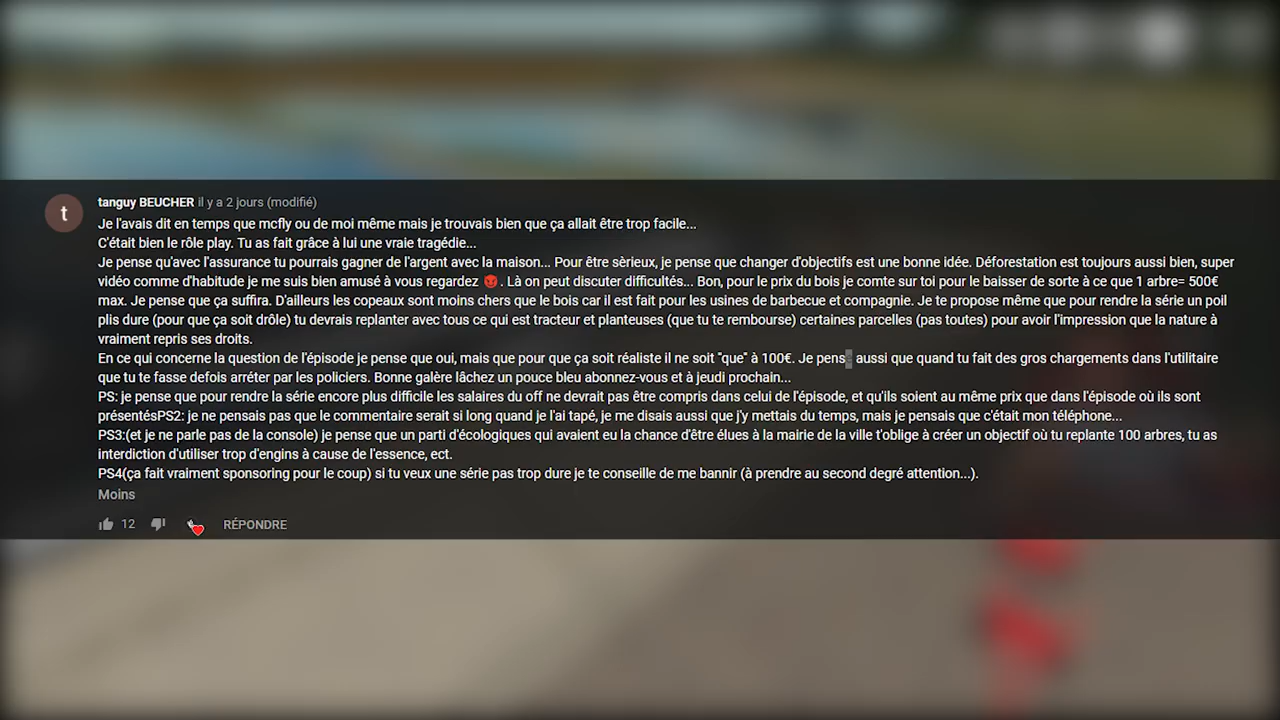 t
tanguy BEUCHER il y a 2 jours (modifié)
Je l'avais dit en temps que mcfly ou de moi même mais je trouvais bien que ça allait être trop facile...
C'était bien le rôle play. Tu as fait grâce à lui une vraie tragédie...
Je pense qu'avec l'assurance tu pourrais gagner de l'argent avec la maison... Pour être sèrieux, je pense que changer d'objectifs est une bonne idée. Déforestation est toujours aussi bien, super
vidéo comme d'habitude je me suis bien amusé à vous regardez 😈. Là on peut discuter difficultés... Bon, pour le prix du bois je comte sur toi pour le baisser de sorte à ce que 1 arbre= 500€
max. Je pense que ça suffira. D'ailleurs les copeaux sont moins chers que le bois car il est fait pour les usines de barbecue et compagnie. Je te propose même que pour rendre la série un poil
plis dure (pour que ça soit drôle) tu devrais replanter avec tous ce qui est tracteur et planteuses (que tu te rembourse) certaines parcelles (pas toutes) pour avoir l'impression que la nature à
vraiment repris ses droits.
En ce qui concerne la question de l'épisode je pense que oui, mais que pour que ça soit réaliste il ne soit "que" à 100€. Je pens aussi que quand tu fait des gros chargements dans l'utilitaire
que tu te fasse defois arréter par les policiers. Bonne galère lâchez un pouce bleu abonnez-vous et à jeudi prochain...
PS: je pense que pour rendre la série encore plus difficile les salaires du off ne devrait pas être compris dans celui de l'épisode, et qu'ils soient au même prix que dans l'épisode où ils sont
présentésPS2: je ne pensais pas que le commentaire serait si long quand je l'ai tapé, je me disais aussi que j'y mettais du temps, mais je pensais que c'était mon téléphone...
PS3:(et je ne parle pas de la console) je pense que un parti d'écologiques qui avaient eu la chance d'être élues à la mairie de la ville t'oblige à créer un objectif où tu replante 100 arbres, tu as
interdiction d'utiliser trop d'engins à cause de l'essence, ect.
PS4(ça fait vraiment sponsoring pour le coup) si tu veux une série pas trop dure je te conseille de me bannir (à prendre au second degré attention...).
Moins
12 RÉPONDRE